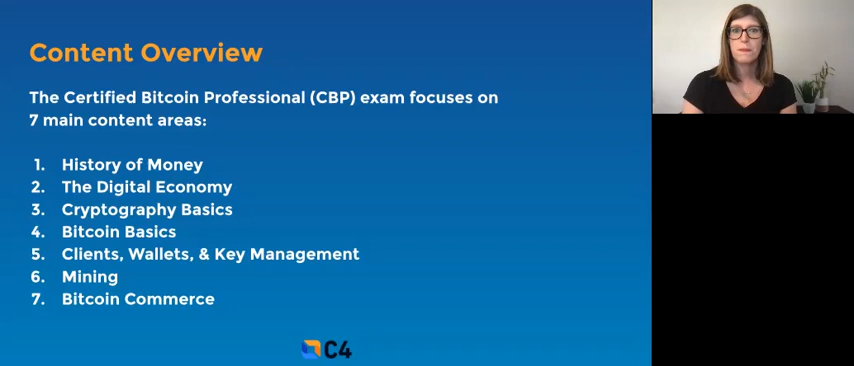 Content Overview
The Certified Bitcoin Professional (CBP) exam focuses on
7 main content areas:
1. History of Money
2. The Digital Economy
3. Cryptography Basics
4. Bitcoin Basics
5. Clients, Wallets, & Key Management
6. Mining
7. Bitcoin Commerce
C4